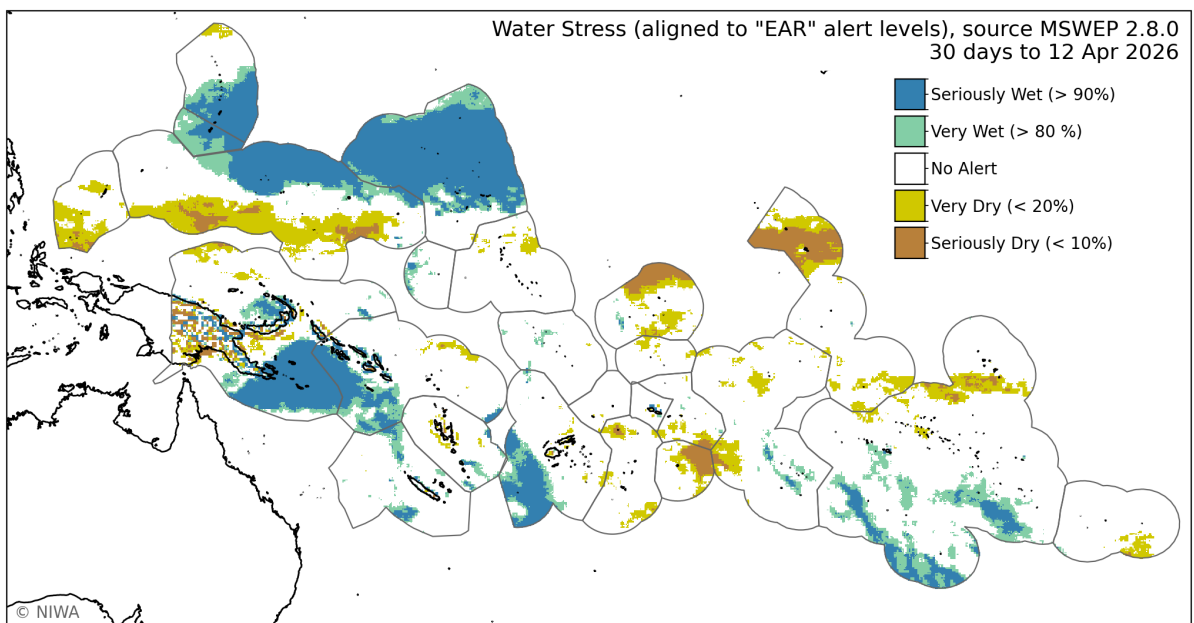 Water Stress (aligned to "EAR" alert levels), source MSWEP 2.8.0
30 days to 12 Apr 2026
Seriously Wet (> 90%)
Very Wet (> 80 %)
No Alert
Very Dry (< 20%)
Seriously Dry (< 10%)
© NIWA